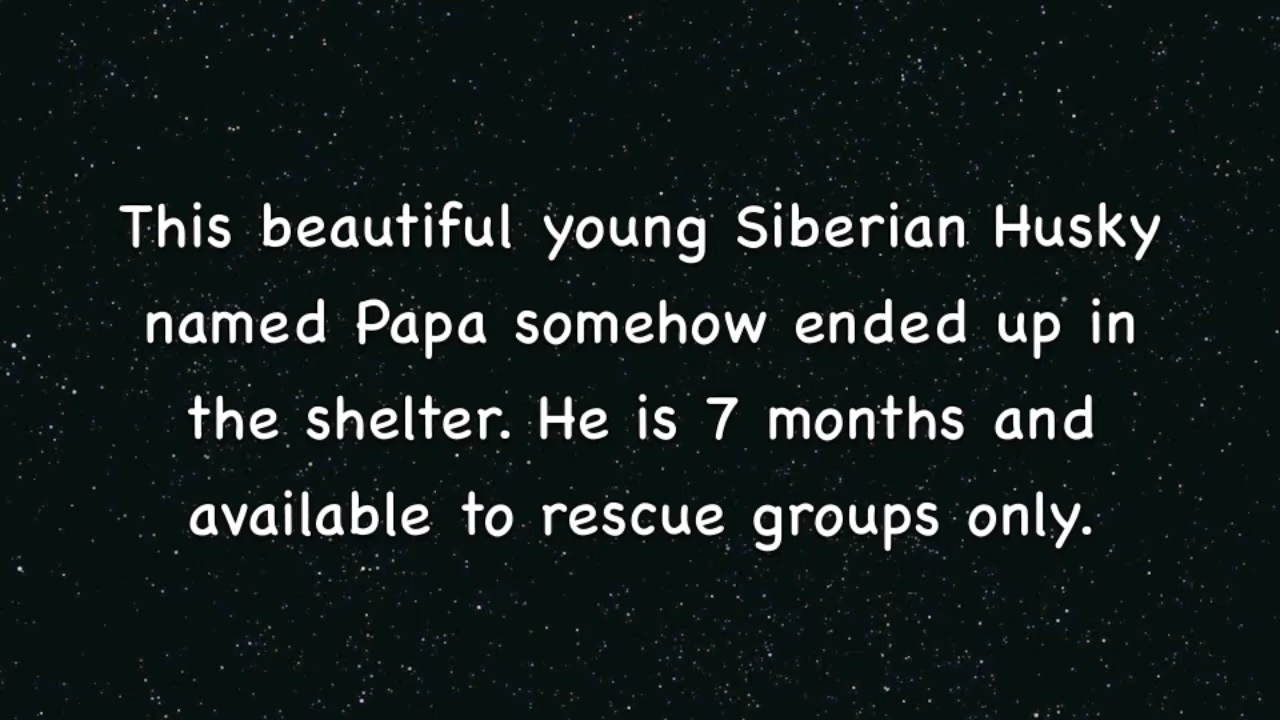 This beautiful young Siberian Husky
named Papa somehow ended up in
the shelter. He is 7 months and
available to rescue groups only.